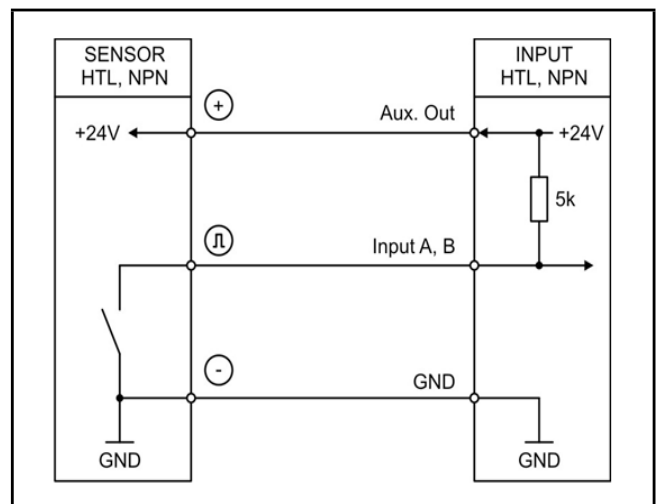 SENSOR
HTL, NPN
INPUT
HTL, NPN
+
Aux. Out
+24V
+24V
5k
Input A, B
-
GND
GND
GND